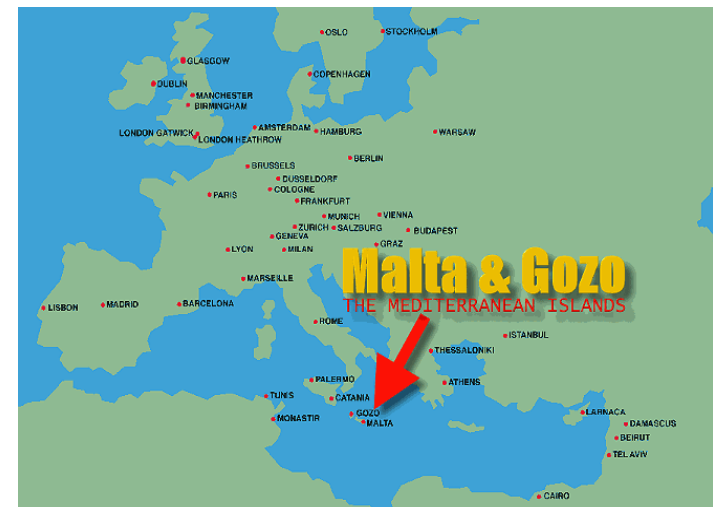 OSLO
STOCKHOLM
GLASGOW
COPENHAGEN
DUBLIN
MANCHESTER
BIRMINGHAM
AMSTERDAM
HAMBURG
WARSAW
LONDON GATWICK
LONDON HEATHROW
BERLIN
BRUSSELS
DUSSELDORF
COLOGNE
PARIS
FRANKFURT
MUNICH
VIENNA
ZURICH
SALZBURG
BUDAPEST
GENEVA
GRAZ
LYON
MILAN
Malta & Gozo
MARSEILLE
THE MEDITERRANEAN ISLANDS
LISBON
MADRID
BARCELONA
ROME
ISTANBUL
THESSALONIKI
PALERMO
ATHENS
TUNIS
CATANIA
GOZO
LARNACA
MONASTIR
MALTA
DAMASCUS
BEIRUT
TEL AVIV
CAIRO